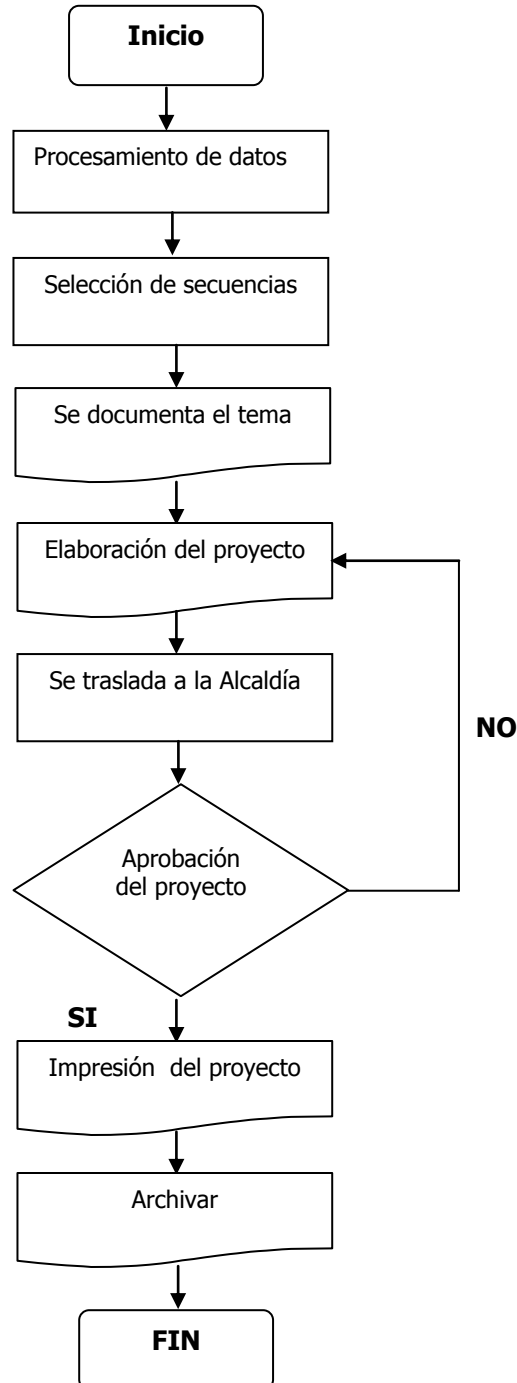 Inicio
Procesamiento de datos
Selección de secuencias
Se documenta el tema
Elaboración del proyecto
Se traslada a la Alcaldía
NO
Aprobación
del proyecto
SI
Impresión  del proyecto
Archivar
FIN